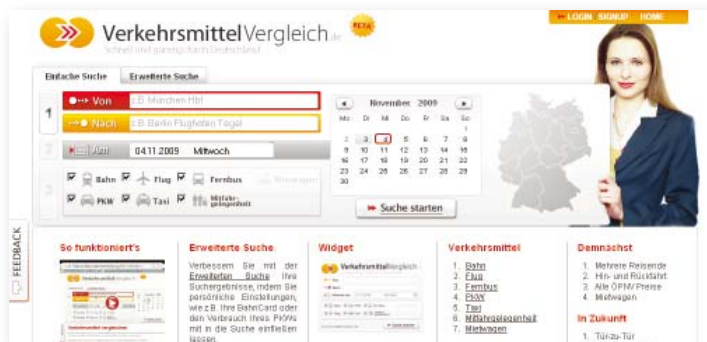 VerkehrsmittelVergleich.de
BETA
Schnell und günstig durch Deutschland
LOGIN SIGNUP HOME
Einfache Suche Erweiterte Suche
1
Von z.B. München Hbf
Nach z.B. Berlin Flughafen Tegel
2
Am 04.11.2009 Mittwoch
3
Bahn Flug Fernbus Mietwagen
PKW Taxi Mitfahr-
gelegenheit
November 2009
Mo Di Mi Do Fr Sa So
1
2 3 4 5 6 7 8
9 10 11 12 13 14 15
16 17 18 19 20 21 22
23 24 25 26 27 28 29
30
Suche starten
FEEDBACK
So funktioniert's
Erweiterte Suche
Verbessern Sie mit der
Erweiterten Suche Ihre
Suchergebnisse, indem Sie
persönliche Einstellungen,
wie z.B. Ihre BahnCard oder
den Verbrauch Ihres PKWs
mit in die Suche einfließen
lassen.
Widget
VerkehrsmittelVergleich
Verkehrsmittel
1. Bahn
2. Flug
3. Fernbus
4. PKW
5. Taxi
6. Mitfahrgelegenheit
7. Mietwagen
Demnächst
1. Mehrere Reisende
2. Hin- und Rückfahrt
3. Alle ÖPNV Preise
4. Mietwagen
In Zukunft
1. Tür-zu-Tür